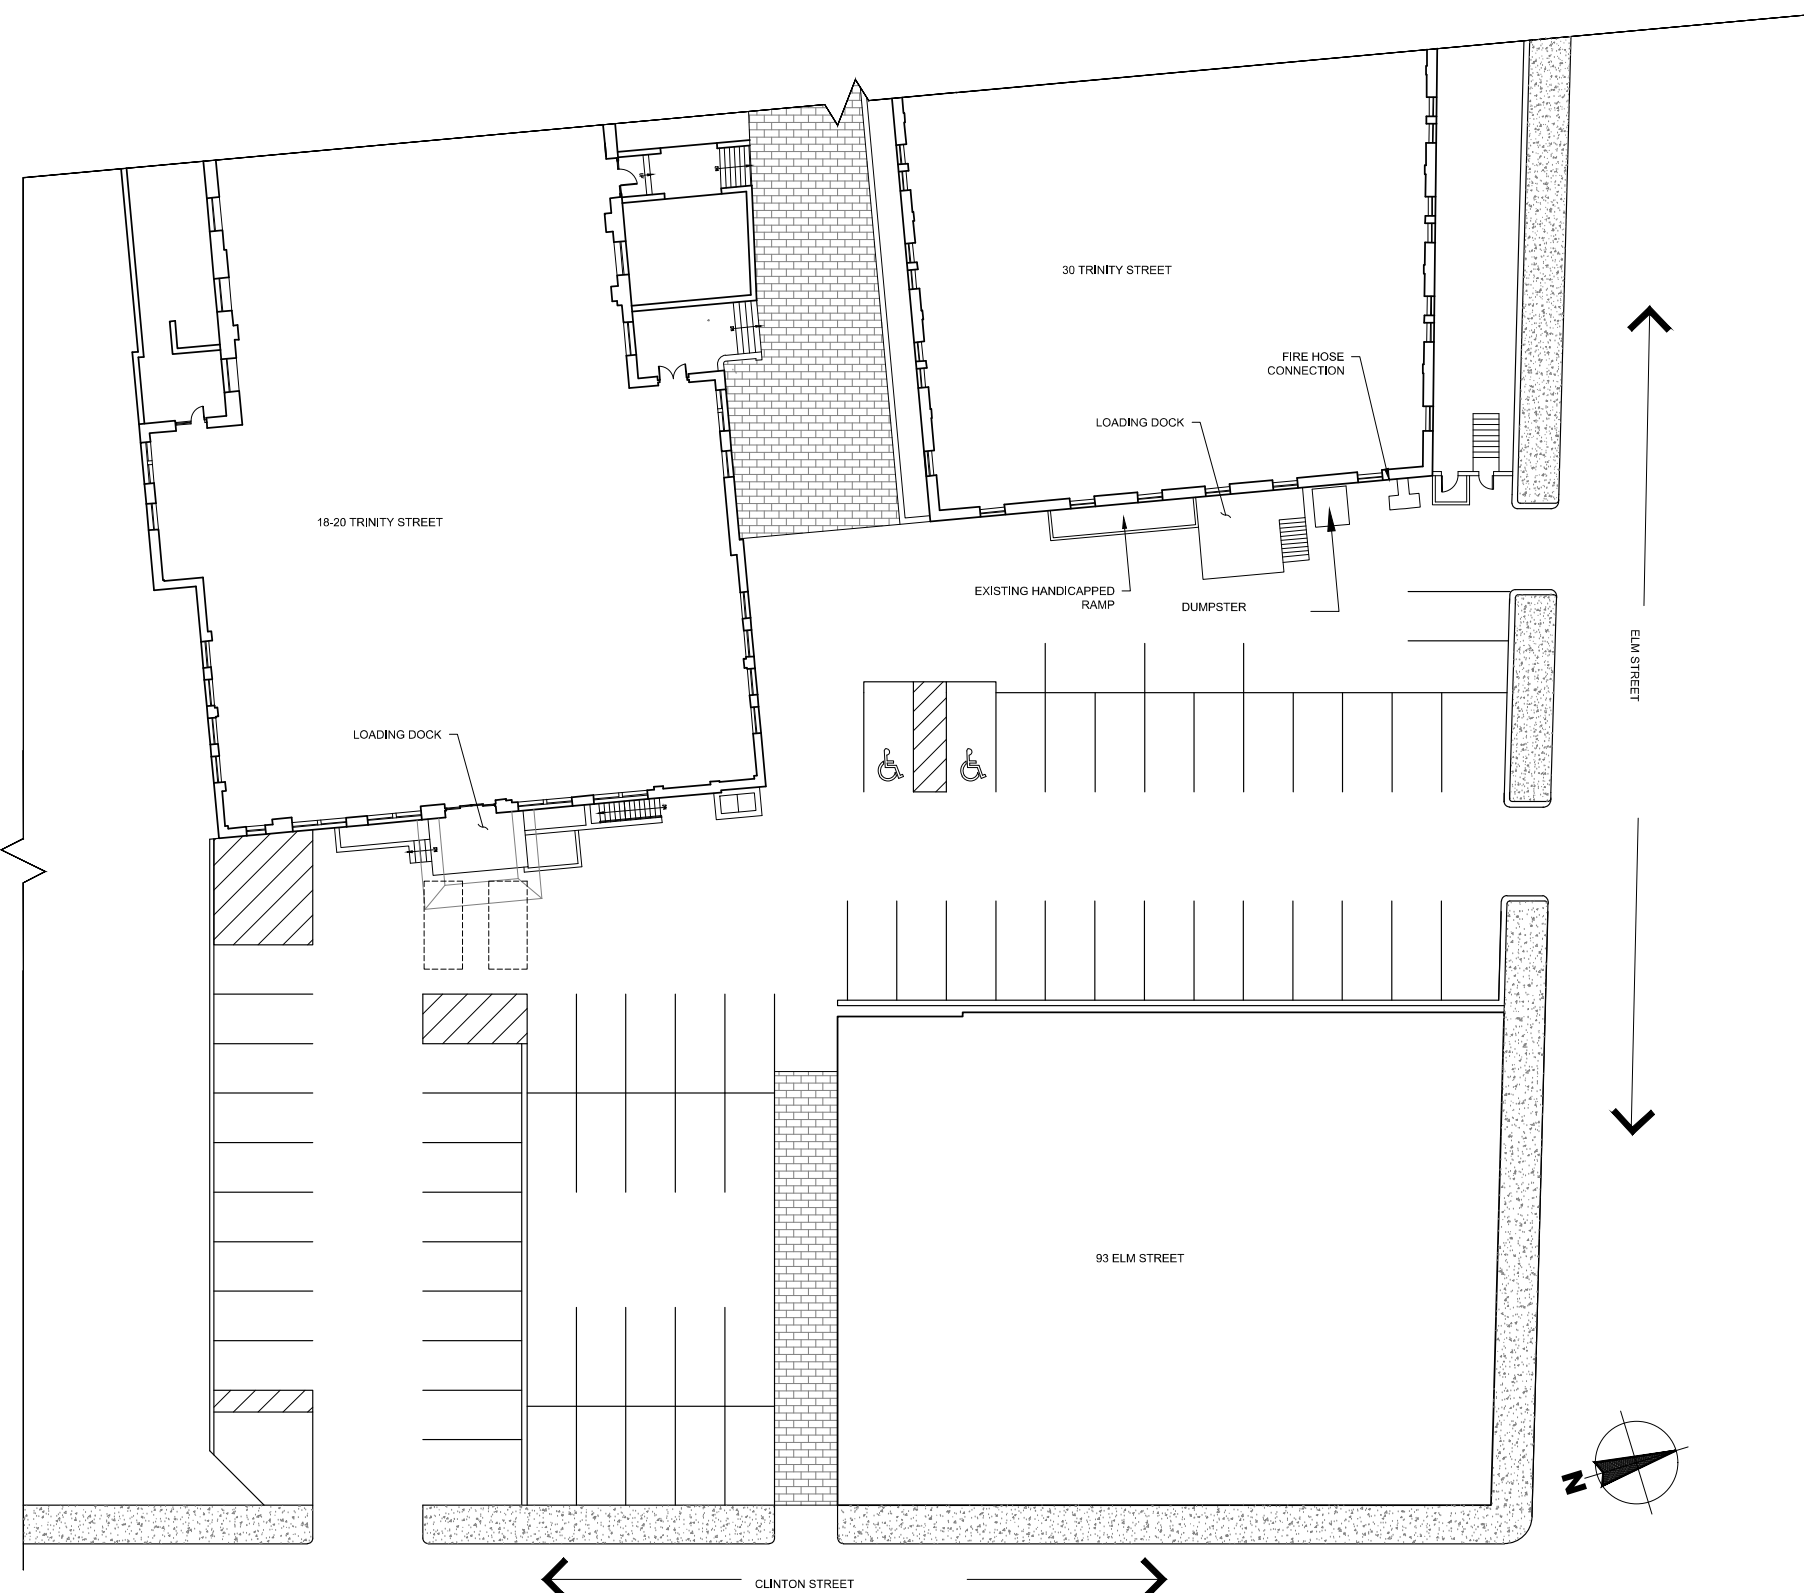 30 TRINITY STREET
FIRE HOSE
CONNECTION
LOADING DOCK
18-20 TRINITY STREET
EXISTING HANDICAPPED
RAMP
DUMPSTER
ELM STREET
LOADING DOCK
93 ELM STREET
N
CLINTON STREET